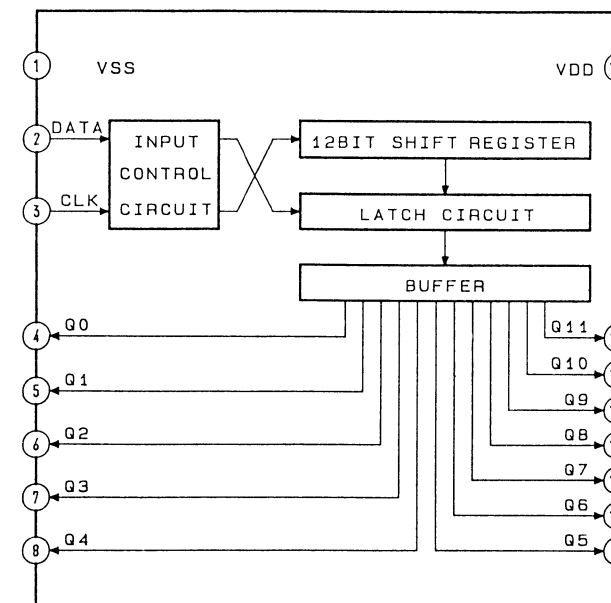 1 VSS VDD
2 DATA
INPUT
CONTROL
CIRCUIT
3 CLK
12BIT SHIFT REGISTER
LATCH CIRCUIT
BUFFER
4 Q0
5 Q1
6 Q2
7 Q3
8 Q4
Q11
Q10
Q9
Q8
Q7
Q6
Q5